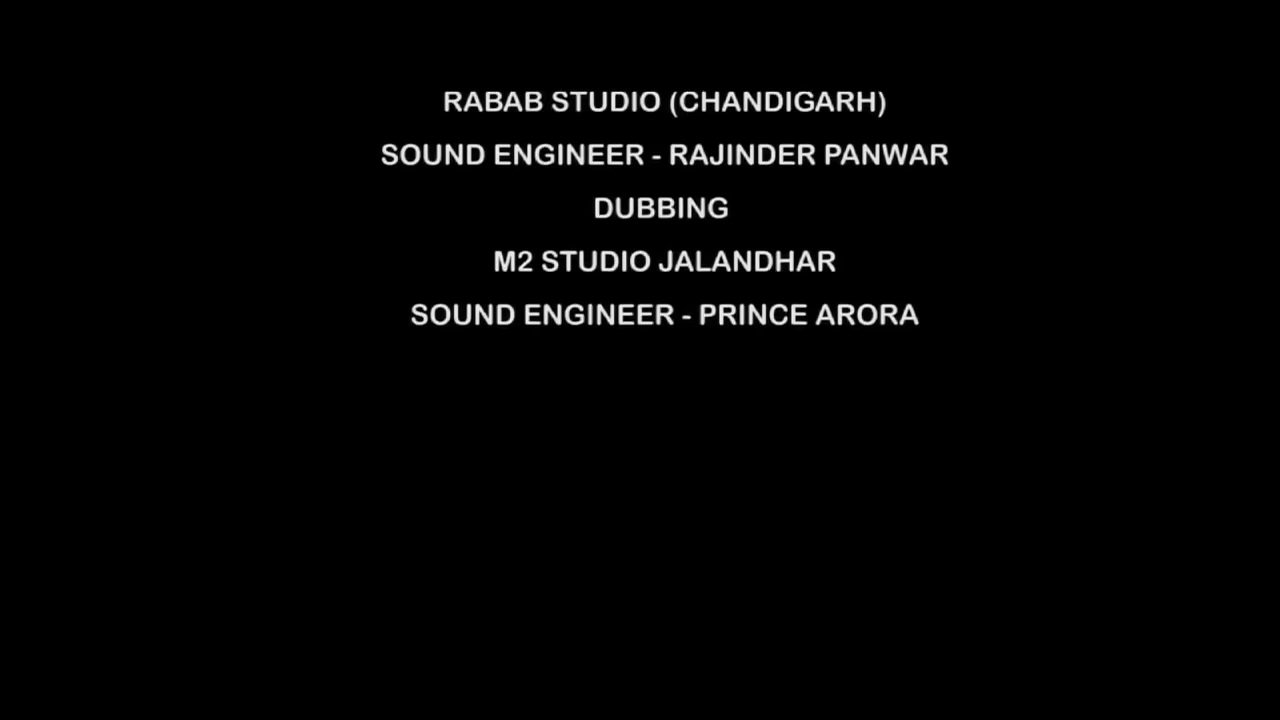 RABAB STUDIO (CHANDIGARH)
SOUND ENGINEER - RAJINDER PANWAR
DUBBING
M2 STUDIO JALANDHAR
SOUND ENGINEER - PRINCE ARORA